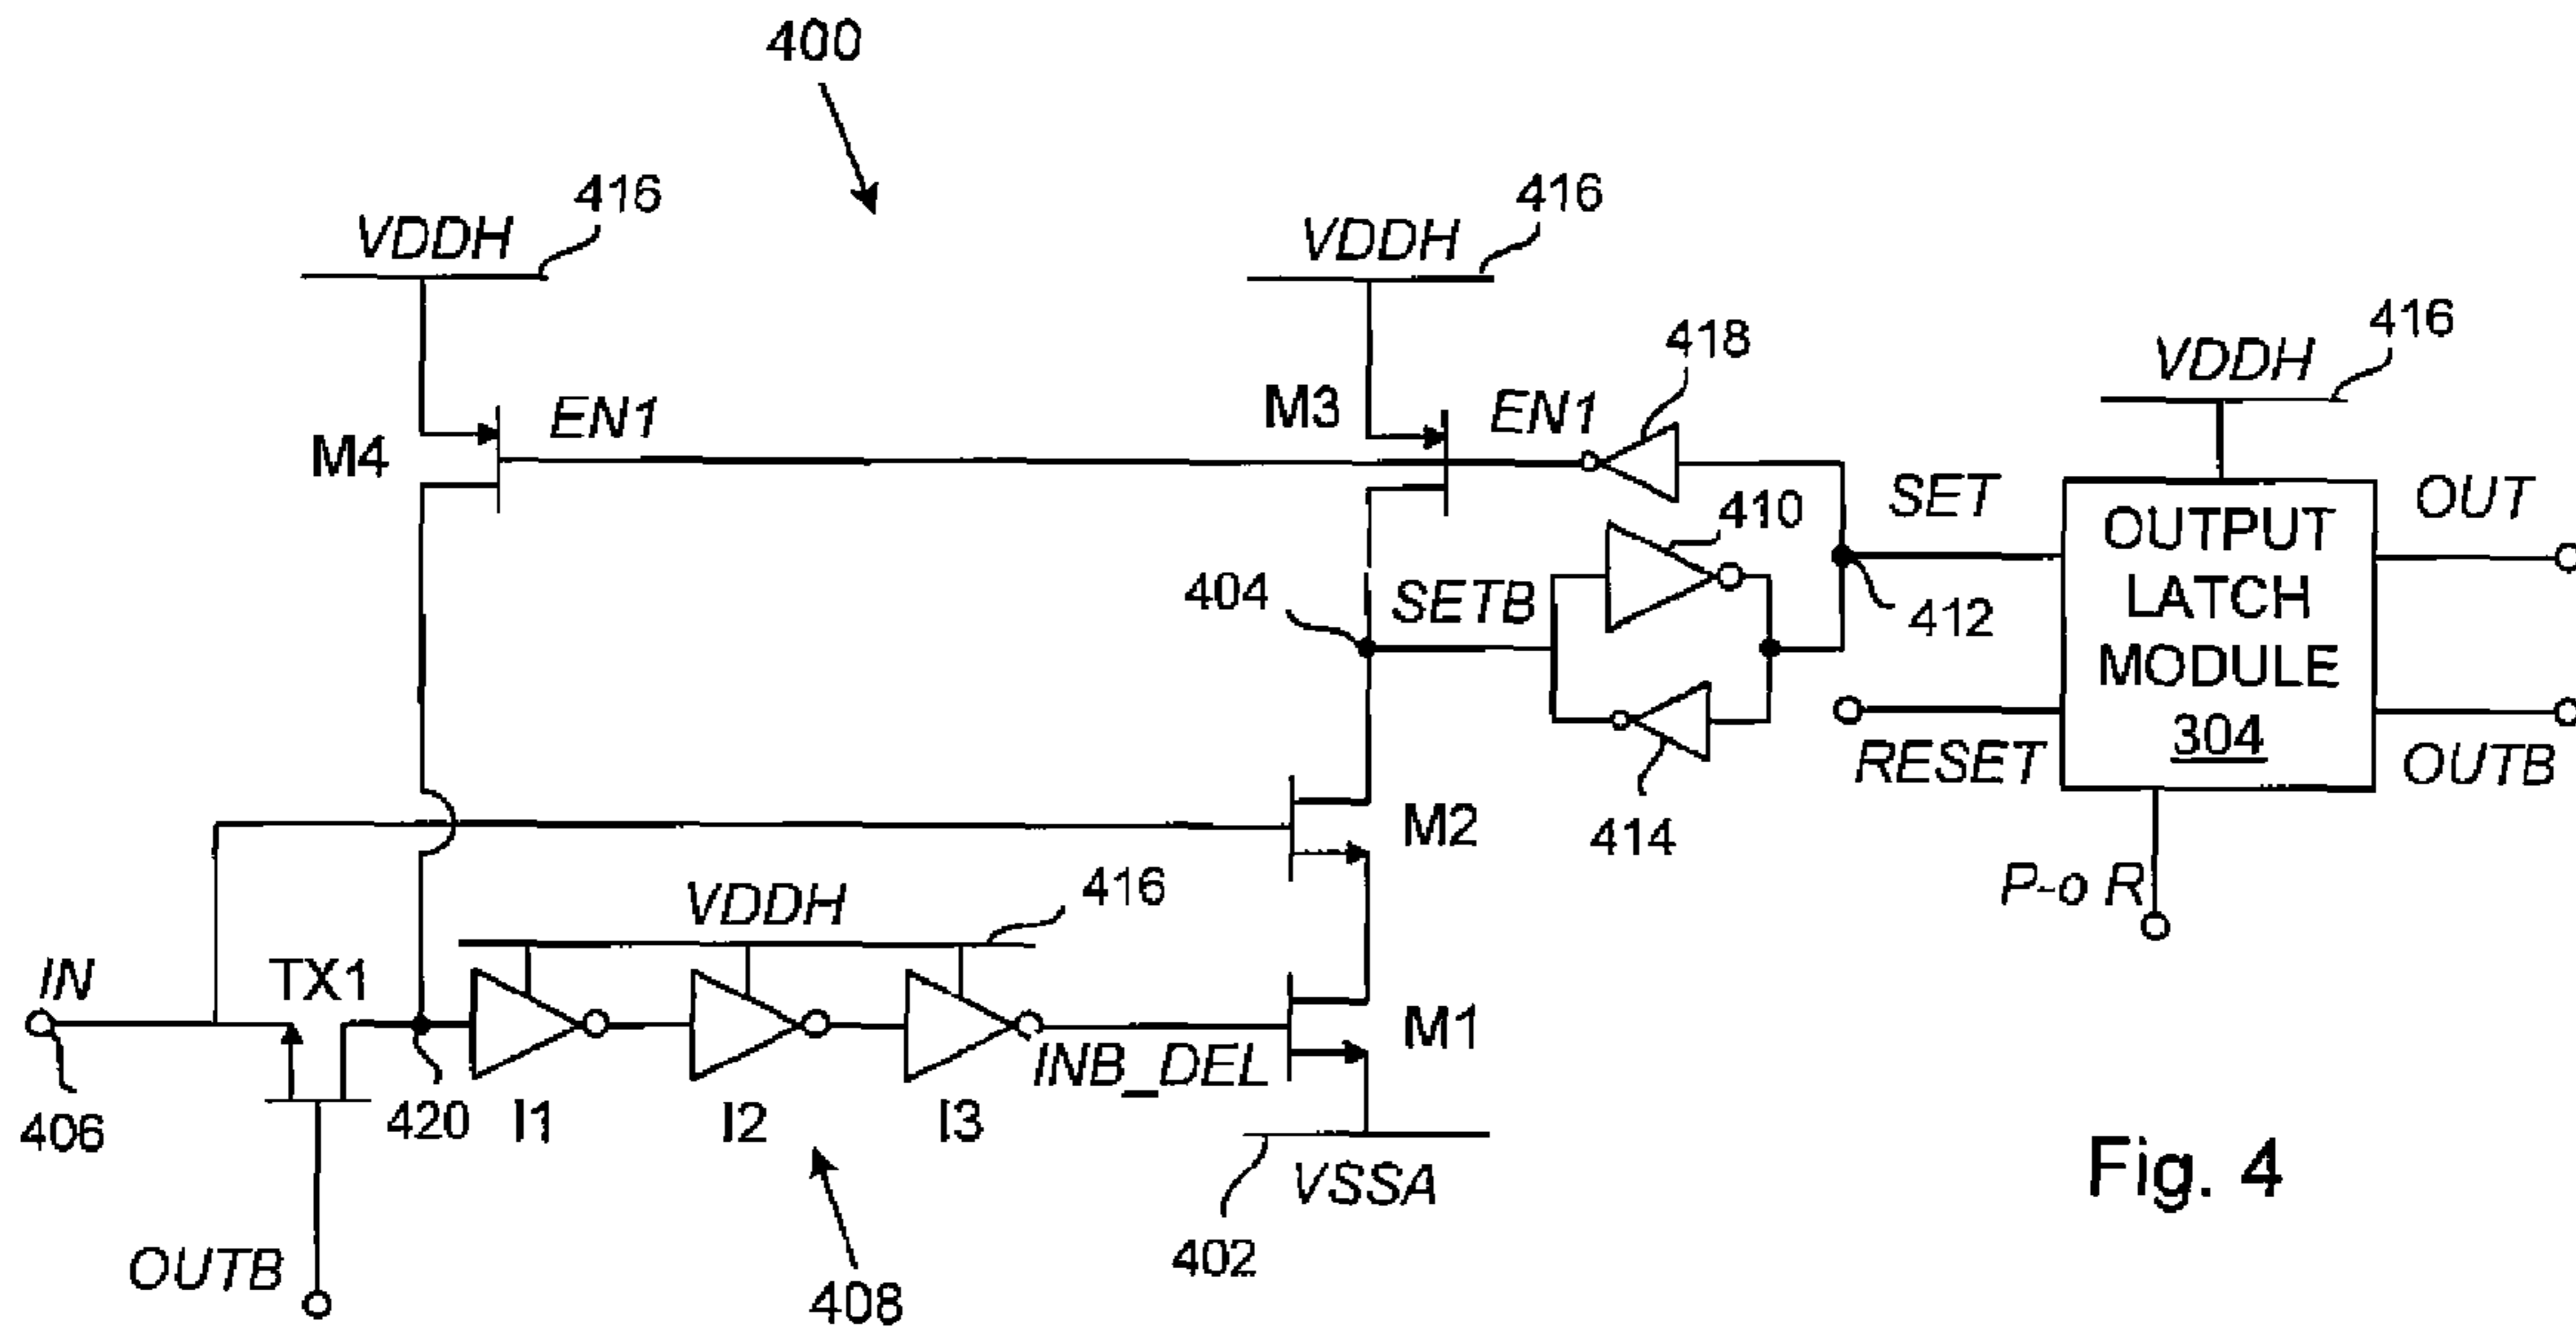 400
416
VDDH
416
VDDH
416
VDDH
418
M3
EN1
EN1
M4
410
SET
OUT
OUTPUT
LATCH
MODULE
304
404
SETB
412
RESET
OUTB
414
M2
P-o R
416
VDDH
IN
TX1
M1
INB_DEL
406
420
I1
I2
I3
VSSA
402
OUTB
408
Fig. 4